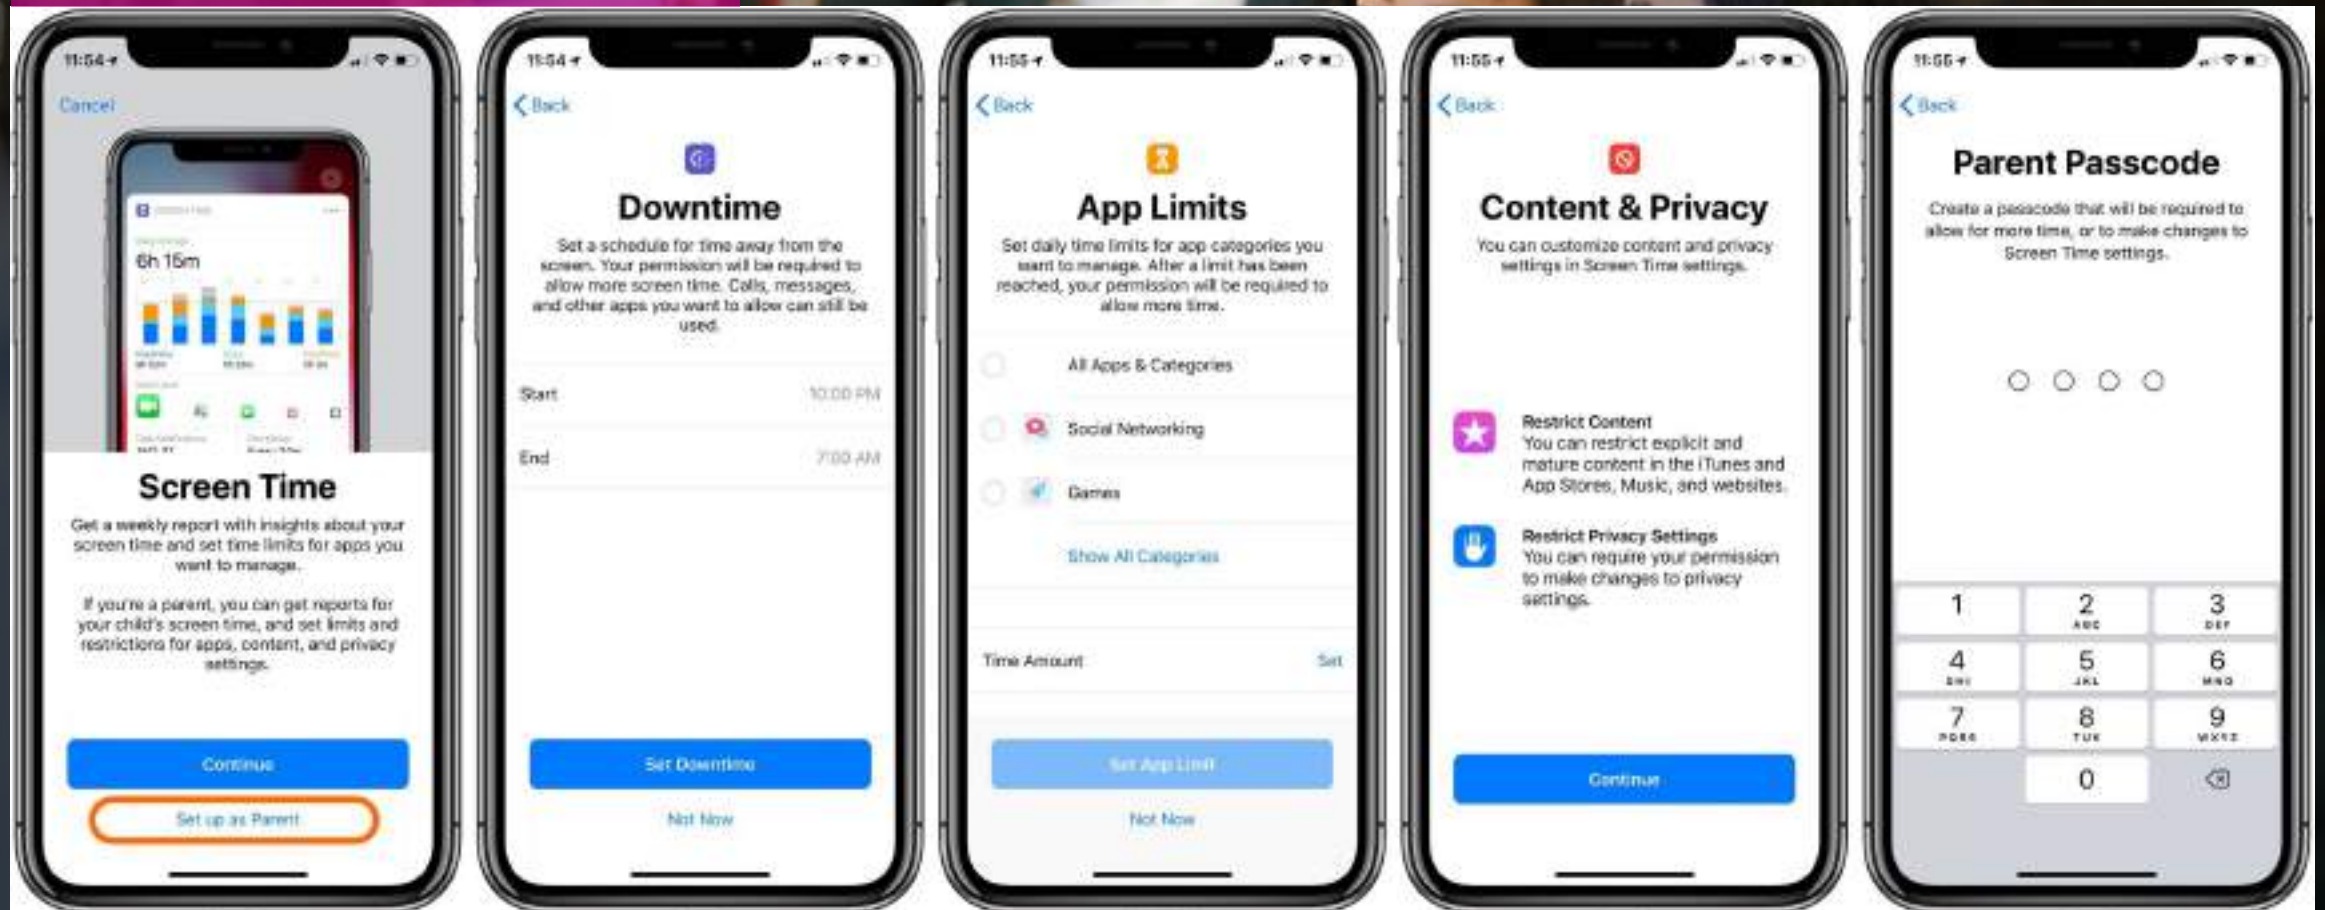 11:54
Cancel
6h 15m
Screen Time
Get a weekly report with insights about your
screen time and set time limits for apps you
want to manage.
If you're a parent, you can get reports for
your child's screen time, and set limits and
restrictions for apps, content, and privacy
settings.
Continue
Set up as Parent
11:54
Back
Downtime
Set a schedule for time away from the
screen. Your permission will be required to
allow more screen time. Calls, messages,
and other apps you want to allow can still be
used.
Start 10:00 PM
End 7:00 AM
Set Downtime
Not Now
11:55
Back
App Limits
Set daily time limits for app categories you
want to manage. After a limit has been
reached, your permission will be required to
allow more time.
All Apps & Categories
Social Networking
Games
Show All Categories
Time Amount Set
Set App Limit
Not Now
11:55
Back
Content & Privacy
You can customize content and privacy
settings in Screen Time settings.
Restrict Content
You can restrict explicit and
mature content in the iTunes and
App Stores, Music, and websites.
Restrict Privacy Settings
You can require your permission
to make changes to privacy
settings.
Continue
11:55
Back
Parent Passcode
Create a passcode that will be required to
allow for more time, or to make changes to
Screen Time settings.
1 2 3
ABC DEF
4 5 6
GHI JKL MNO
7 8 9
PQRS TUV WXYZ
0